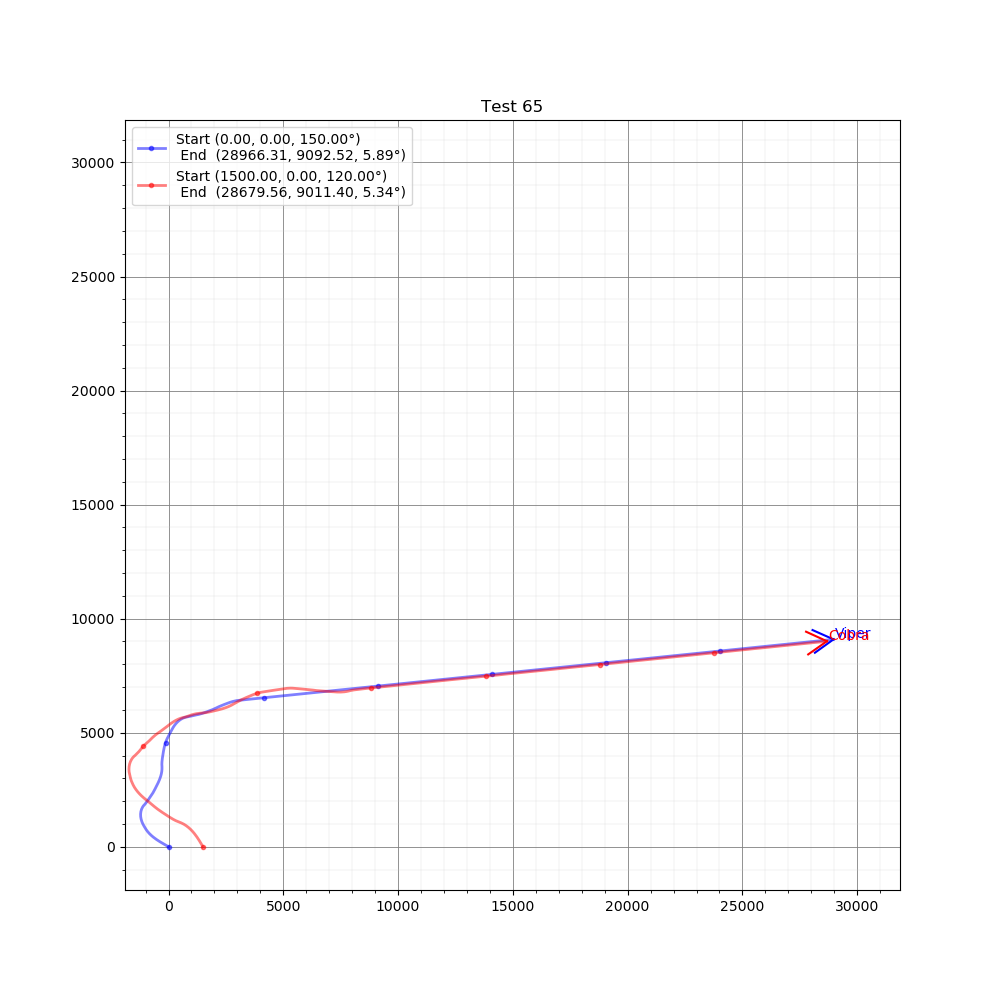 Test 65
Start (0.00, 0.00, 150.00°)
End (28966.31, 9092.52, 5.89°)
Start (1500.00, 0.00, 120.00°)
End (28679.56, 9011.40, 5.34°)
30000
25000
20000
15000
10000
5000
0
Viper
cobra
0 5000 10000 15000 20000 25000 30000